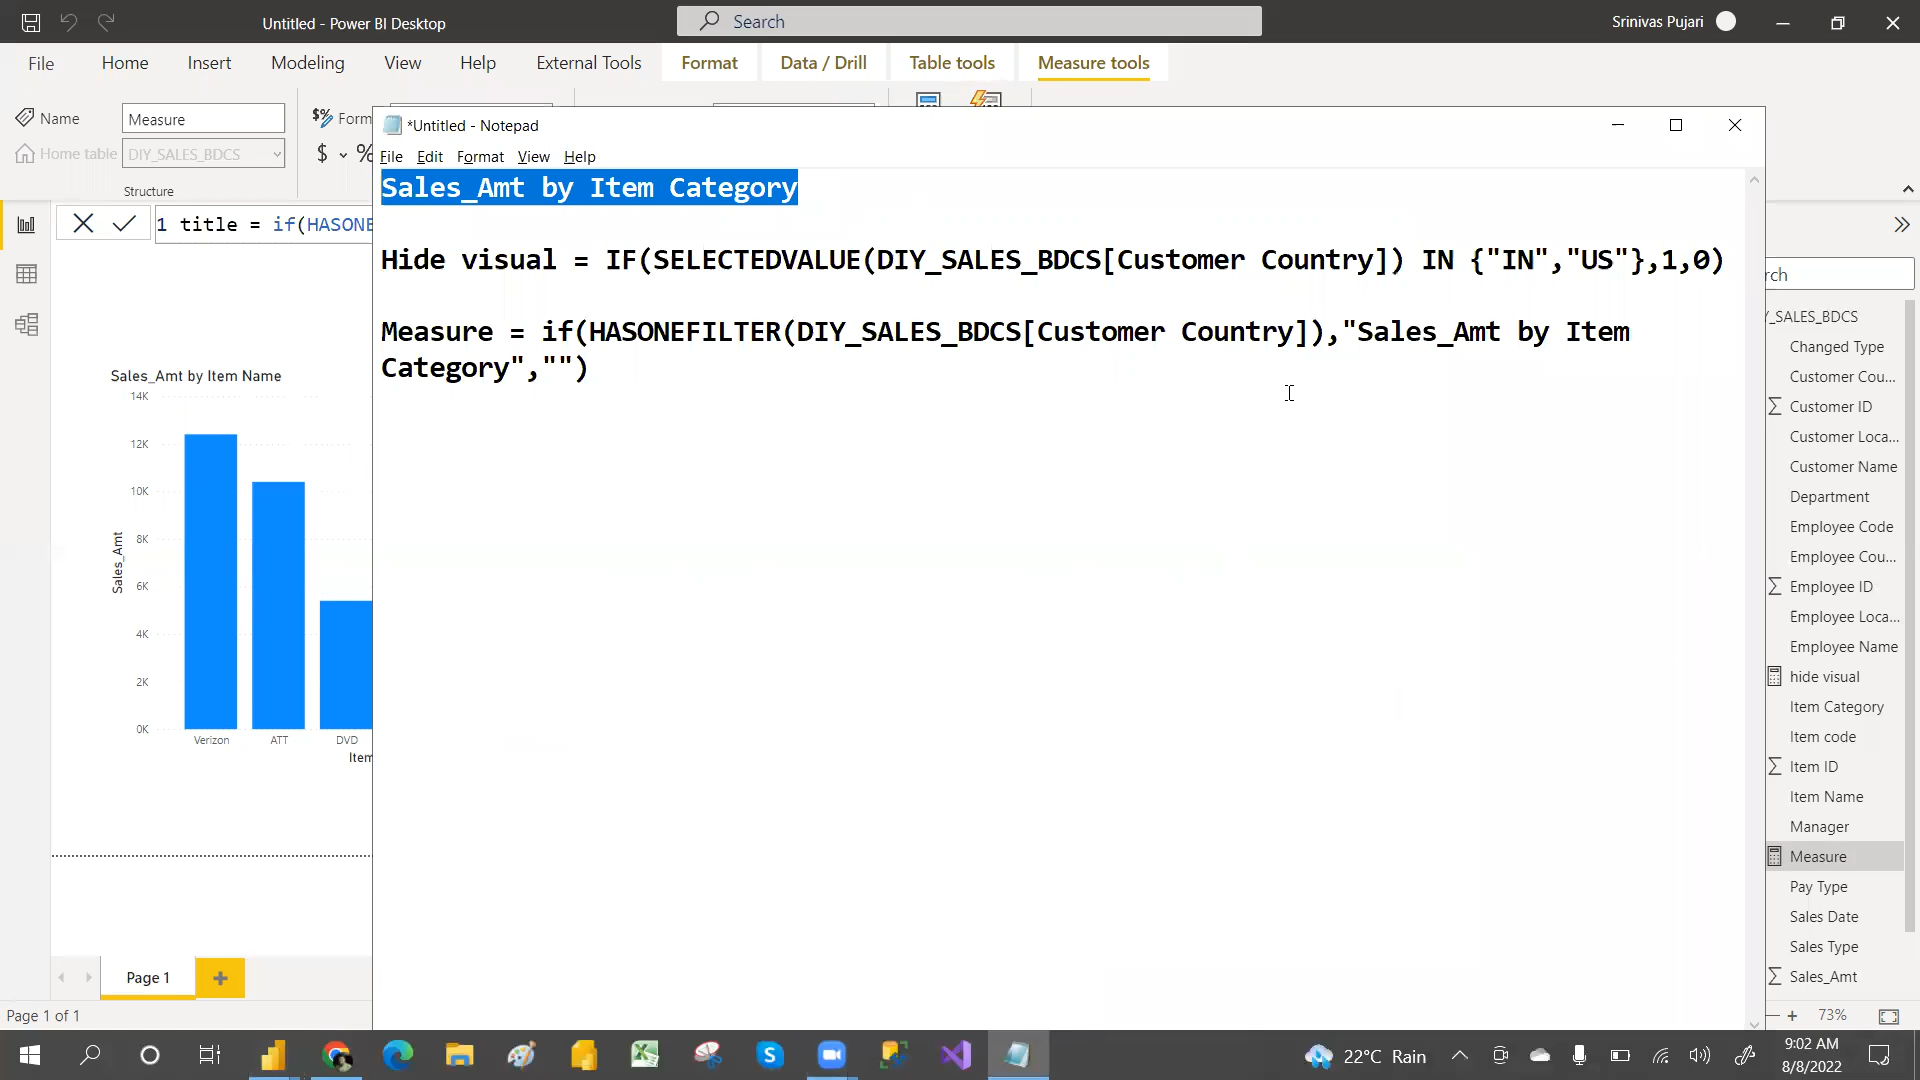 Untitled - Power BI Desktop
Search
Srinivas Pujari
File Home Insert Modeling View Help External Tools Format Data / Drill Table tools Measure tools
Name Measure
Form
Home table DIY_SALES_BDCS
$ %
Structure
1 title = if(HASONE
*Untitled - Notepad
File Edit Format View Help
Sales_Amt by Item Category
Hide visual = IF(SELECTEDVALUE(DIY_SALES_BDCS[Customer Country]) IN {"IN","US"},1,0)
Measure = if(HASONEFILTER(DIY_SALES_BDCS[Customer Country]),"Sales_Amt by Item
Category","")
Sales_Amt by Item Name
14K
12K
10K
8K
6K
4K
2K
0K
Sales_Amt
Verizon ATT DVD
Item
rch
Y_SALES_BDCS
Changed Type
Customer Cou...
Customer ID
Customer Loca...
Customer Name
Department
Employee Code
Employee Cou...
Employee ID
Employee Loca...
Employee Name
hide visual
Item Category
Item code
Item ID
Item Name
Manager
Measure
Pay Type
Sales Date
Sales Type
Sales_Amt
Page 1
Page 1 of 1
73%
22°C Rain
9:02 AM
8/8/2022